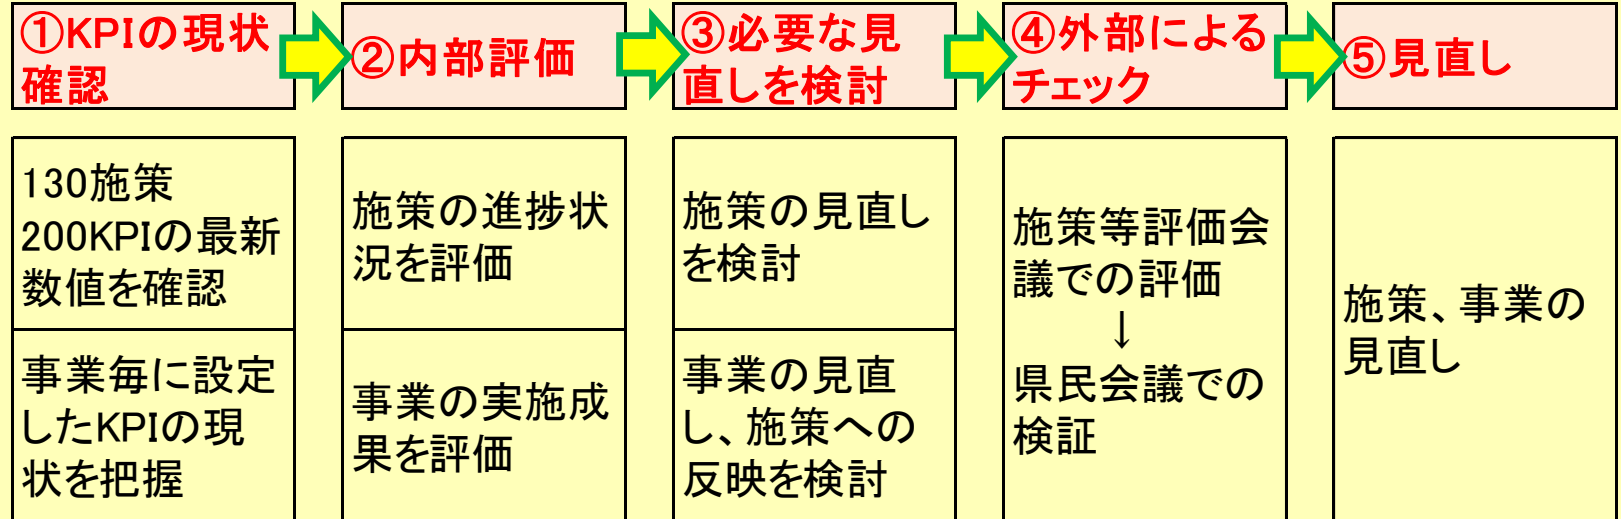 ①KPIの現状
確認
②内部評価
③必要な見
直しを検討
④外部による
チェック
⑤見直し
130施策
200KPIの最新
数値を確認
事業毎に設定
したKPIの現
状を把握
施策の進捗状
況を評価
事業の実施成
果を評価
施策の見直し
を検討
事業の見直
し、施策への
反映を検討
施策等評価会
議での評価
↓
県民会議での
検証
施策、事業の
見直し